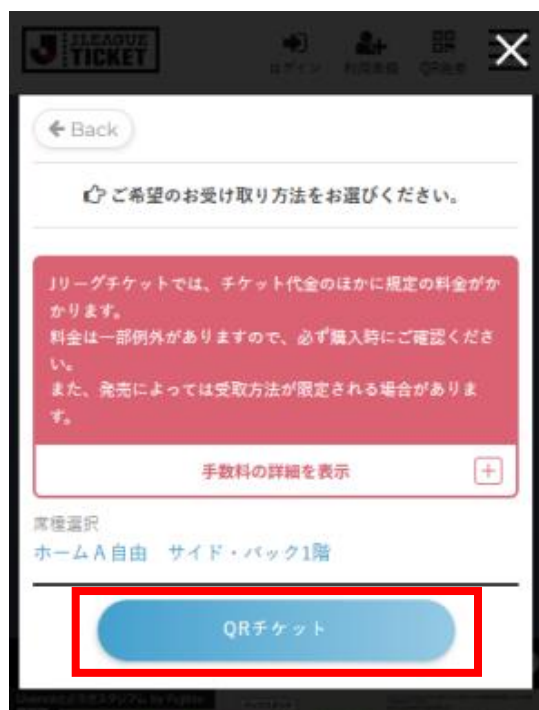 J.LEAGUE
TICKET
ログイン
QR発券
Back
ご希望のお受け取り方法をお選びください。
Jリーグチケットでは、チケット代金のほかに規定の料金がか
かります。
料金は一部例外がありますので、必ず購入時にご確認くださ
い。
また、発売によっては受取方法が限定される場合がありま
す。
手数料の詳細を表示
席種選択
ホームA自由　サイド・バック1階
QRチケット